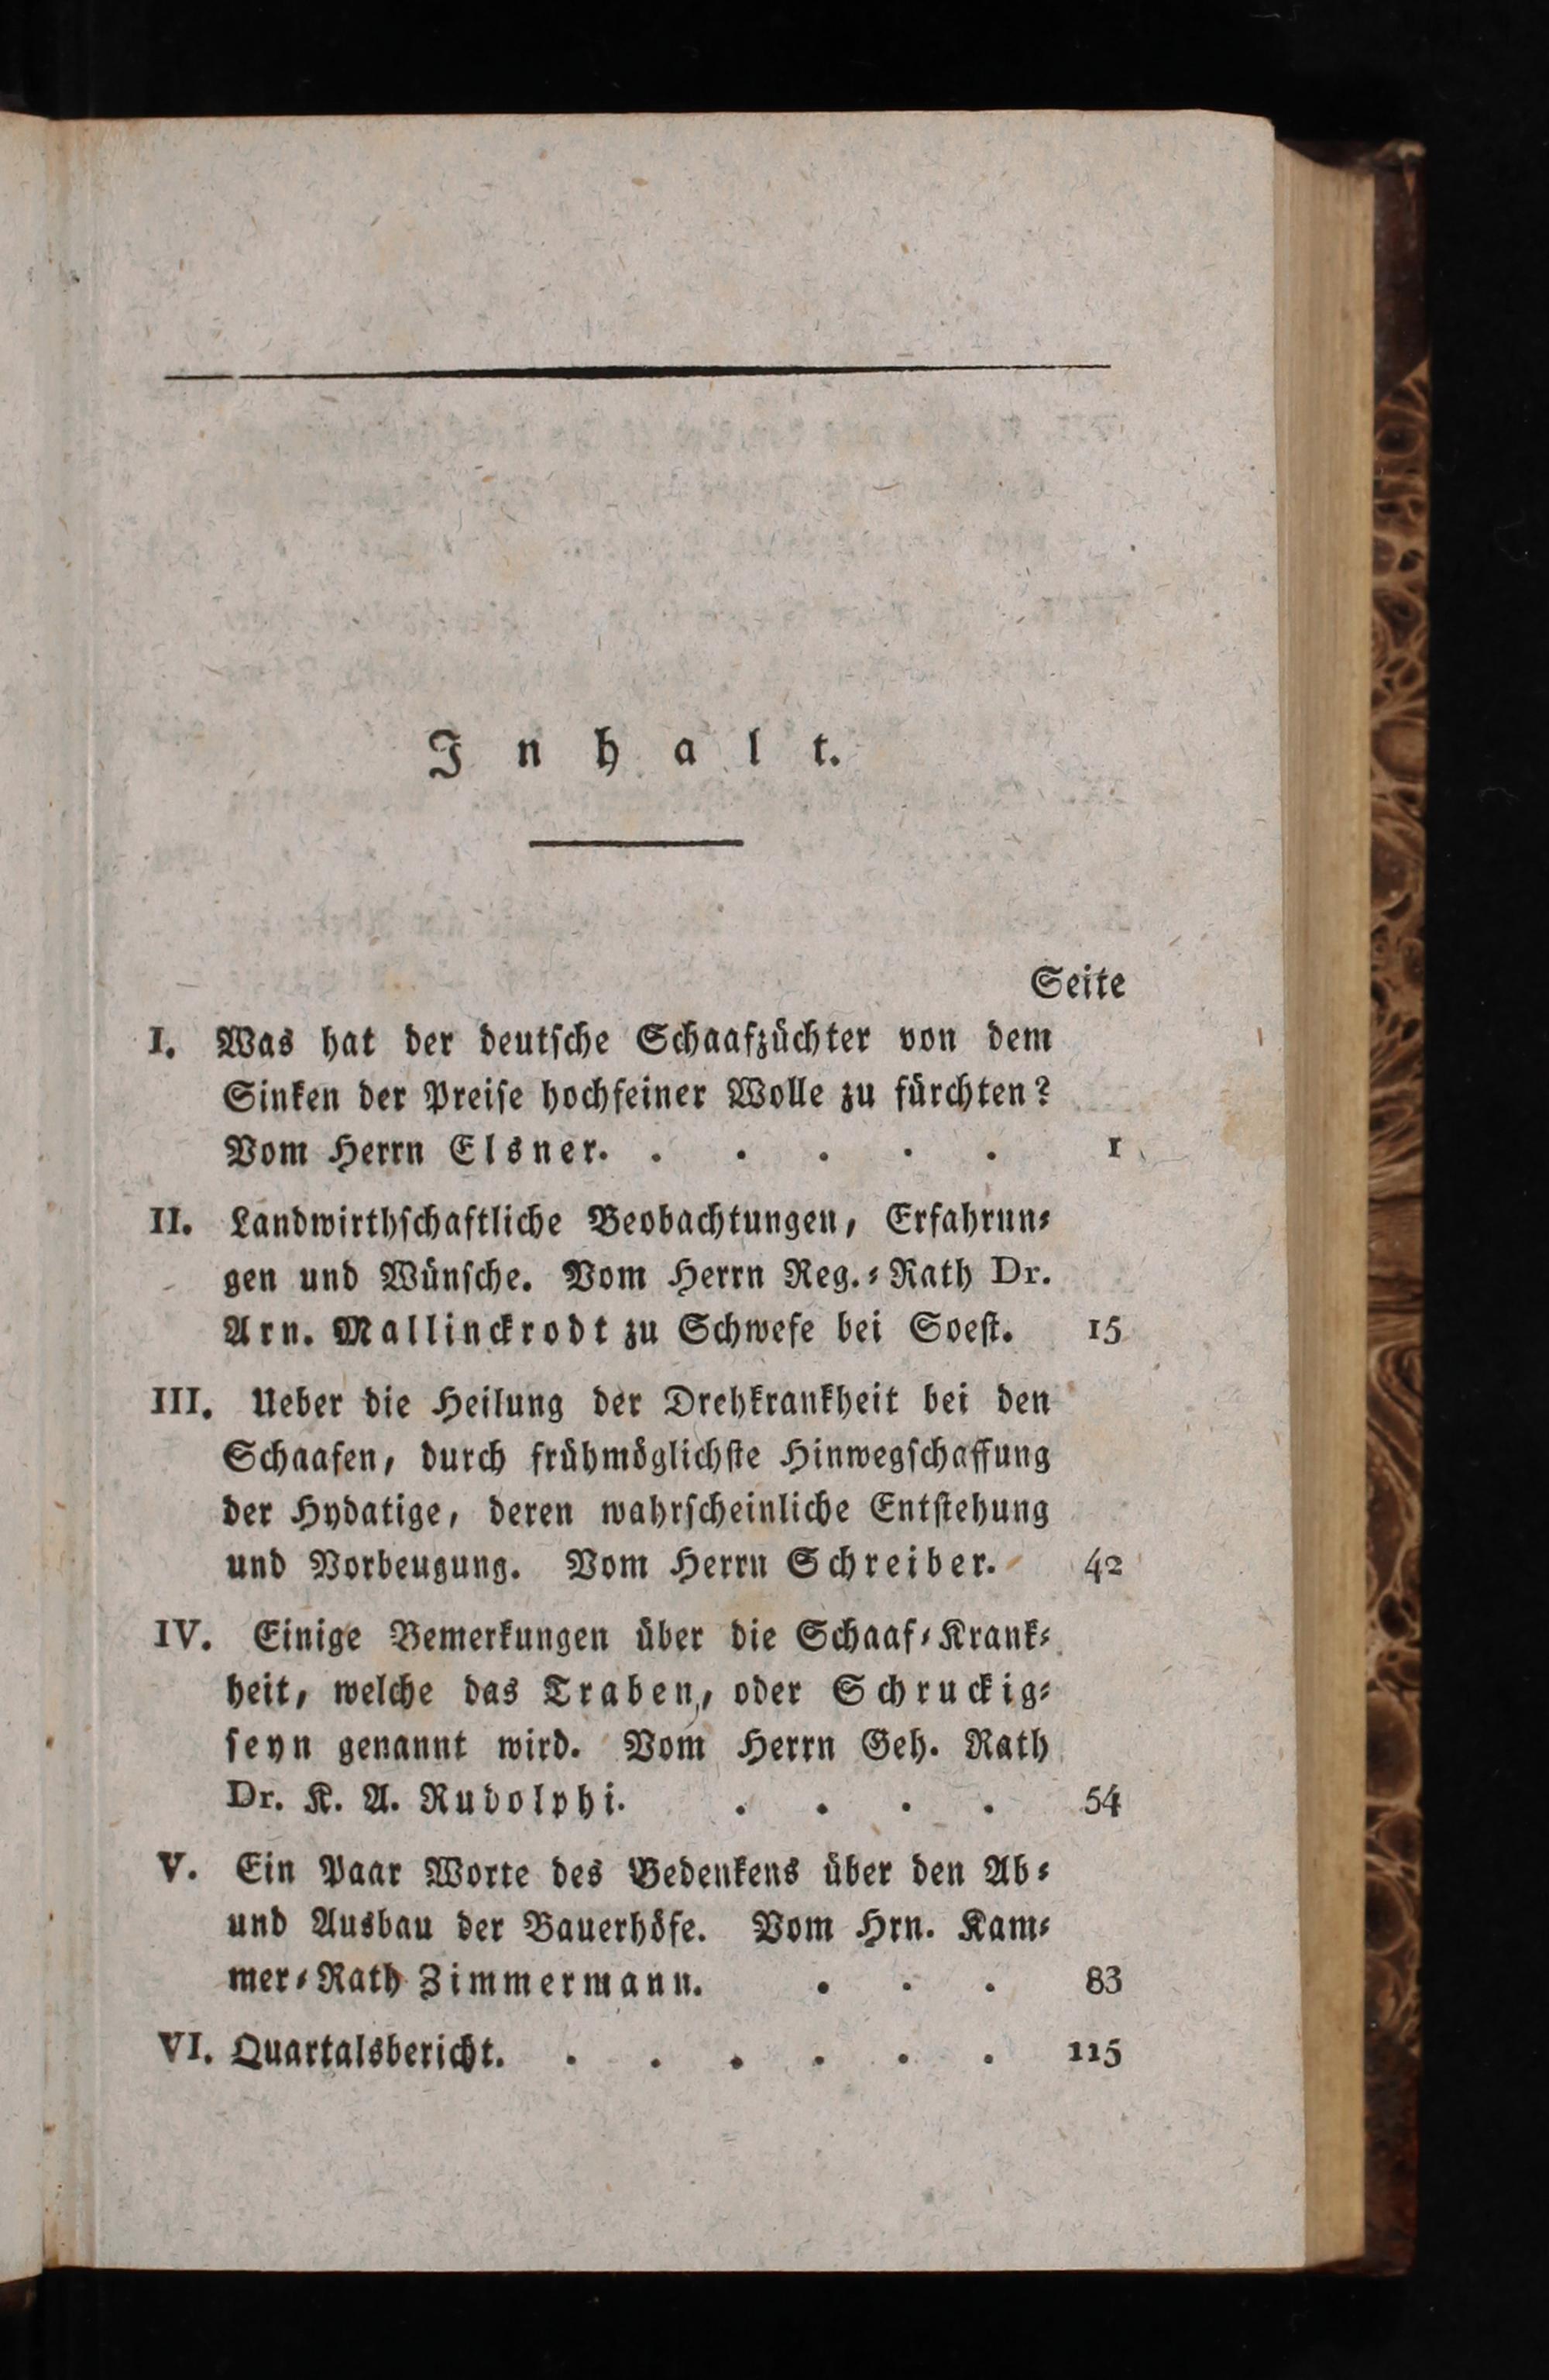 Inhalt.
Seite
I. Was hat der deutsche Schaafzüchter von dem
Sinken der Preise hochfeiner Wolle zu fürchten?
Vom Herrn Elsner. . . . . . 1
II. Landwirthschaftliche Beobachtungen, Erfahrun-
gen und Wünsche. Vom Herrn Reg.-Rath Dr.
Arn. Mallinckrodt zu Schwefe bei Soest. 15
III. Ueber die Heilung der Drehkrankheit bei den
Schaafen, durch frühmöglichste Hinwegschaffung
der Hydatige, deren wahrscheinliche Entstehung
und Vorbeugung. Vom Herrn Schreiber. 42
IV. Einige Bemerkungen über die Schaaf-Krank-
heit, welche das Traben, oder Schruckig-
seyn genannt wird. Vom Herrn Geh. Rath
Dr. K. A. Rudolphi. . . . . 54
V. Ein Paar Worte des Bedenkens über den Ab-
und Ausbau der Bauerhöfe. Vom Hrn. Kam-
mer-Rath Zimmermann. . . . 83
VI. Quartalsbericht. . . . . . . 115